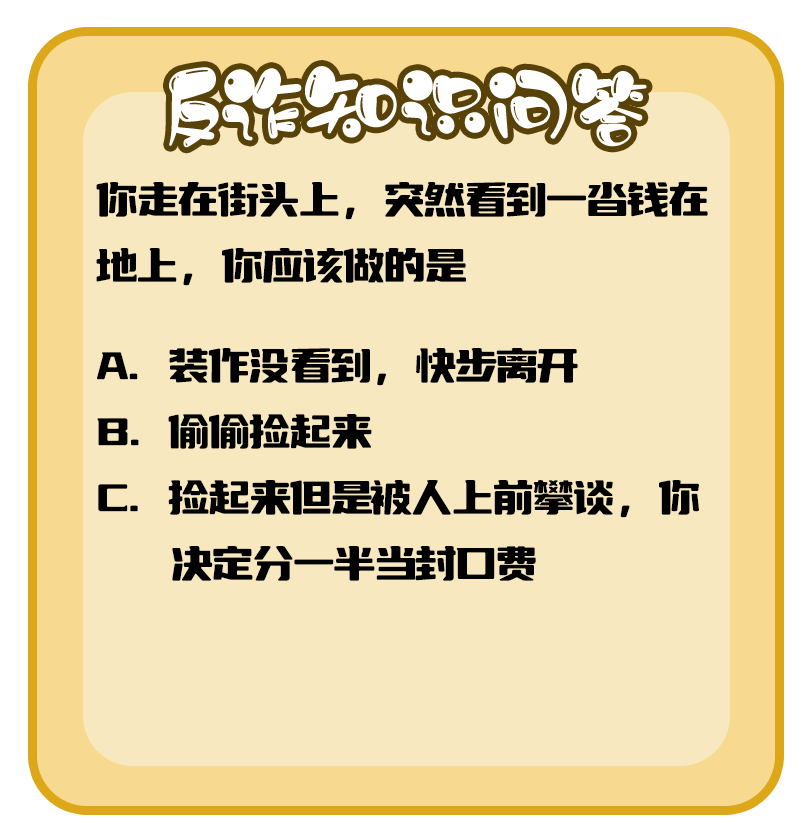 反诈知识问答
你走在街头上，突然看到一沓钱在
地上，你应该做的是
A. 装作没看到，快步离开
B. 偷偷捡起来
C. 捡起来但是被人上前攀谈，你
决定分一半当封口费